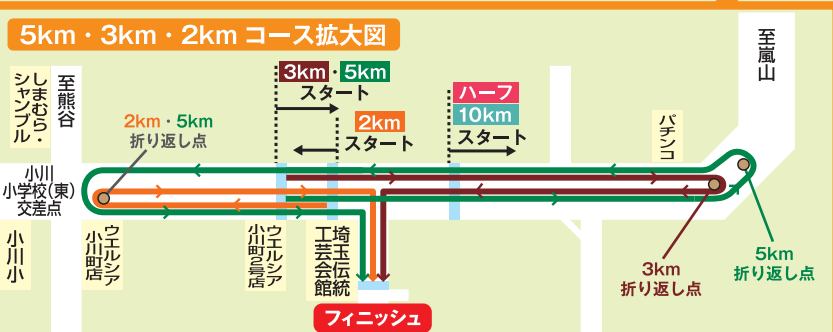 5km・3km・2km コース拡大図
至嵐山
しまむら・
シャンブル
至熊谷
3km・5km
スタート
2km
スタート
ハーフ
10km
スタート
パチンコ
2km・5km
折り返し点
小川
小学校(東)
交差点
小川小
ウエルシア
小川町店
ウエルシア
小川町2号店
埼玉伝統
工芸会館
3km
折り返し点
5km
折り返し点
フィニッシュ